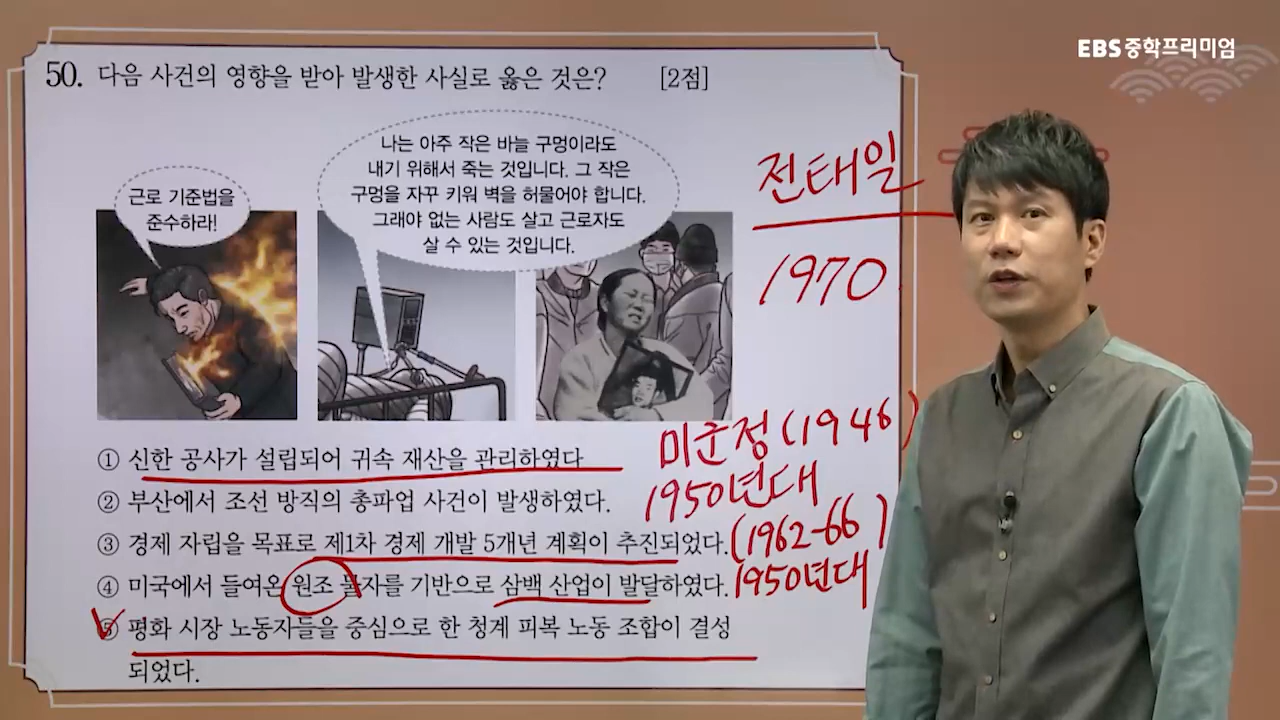 EBS 중학프리미엄
50. 다음 사건의 영향을 받아 발생한 사실로 옳은 것은? [2점]
근로 기준법을
준수하라!
나는 아주 작은 바늘 구멍이라도
내기 위해서 죽는 것입니다. 그 작은
구멍을 자꾸 키워 벽을 허물어야 합니다.
그래야 없는 사람도 살고 근로자도
살 수 있는 것입니다.
전태일
1970
① 신한 공사가 설립되어 귀속 재산을 관리하였다
미군정(1946)
② 부산에서 조선 방직의 총파업 사건이 발생하였다.
1950년대
③ 경제 자립을 목표로 제1차 경제 개발 5개년 계획이 추진되었다.
(1962-66)
④ 미국에서 들여온 원조 물자를 기반으로 삼백 산업이 발달하였다.
1950년대
⑤ 평화 시장 노동자들을 중심으로 한 청계 피복 노동 조합이 결성
되었다.